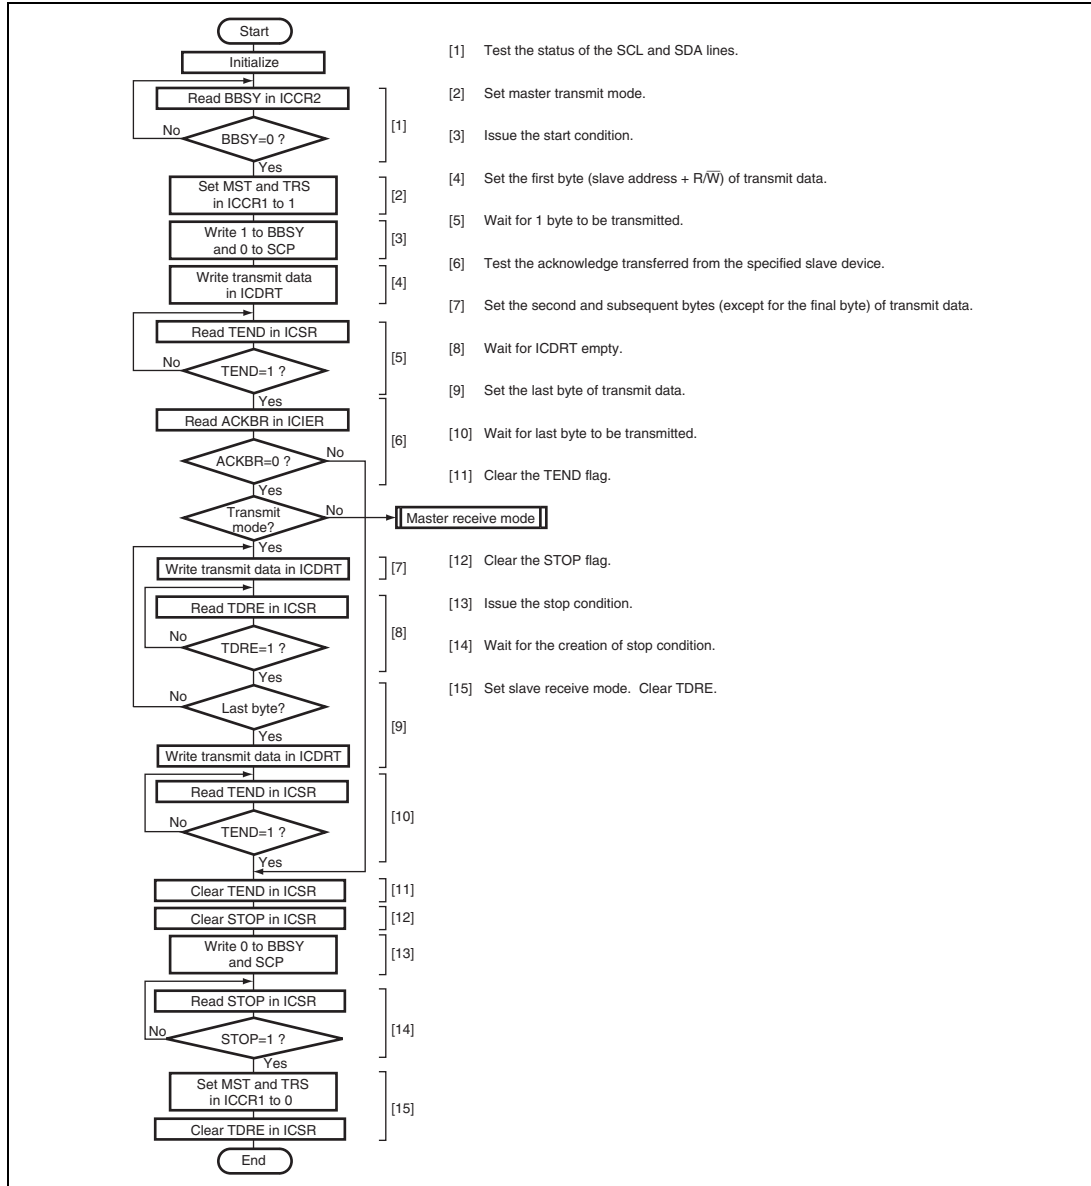 Start
Initialize
Read BBSY in ICCR2
No
BBSY=0 ?
[1]
Yes
Set MST and TRS
in ICCR1 to 1
[2]
Write 1 to BBSY
and 0 to SCP
[3]
Write transmit data
in ICDRT
[4]
Read TEND in ICSR
No
TEND=1 ?
[5]
Yes
Read ACKBR in ICIER
[6]
ACKBR=0 ?
No
Yes
Transmit
mode?
No
Master receive mode
Yes
Write transmit data in ICDRT
[7]
Read TDRE in ICSR
No
TDRE=1 ?
[8]
Yes
No
Last byte?
[9]
Yes
Write transmit data in ICDRT
Read TEND in ICSR
No
TEND=1 ?
[10]
Yes
Clear TEND in ICSR
[11]
Clear STOP in ICSR
[12]
Write 0 to BBSY
and SCP
[13]
Read STOP in ICSR
No
STOP=1 ?
[14]
Yes
Set MST and TRS
in ICCR1 to 0
[15]
Clear TDRE in ICSR
End
[1] Test the status of the SCL and SDA lines.
[2] Set master transmit mode.
[3] Issue the start condition.
[4] Set the first byte (slave address + R/W̅) of transmit data.
[5] Wait for 1 byte to be transmitted.
[6] Test the acknowledge transferred from the specified slave device.
[7] Set the second and subsequent bytes (except for the final byte) of transmit data.
[8] Wait for ICDRT empty.
[9] Set the last byte of transmit data.
[10] Wait for last byte to be transmitted.
[11] Clear the TEND flag.
[12] Clear the STOP flag.
[13] Issue the stop condition.
[14] Wait for the creation of stop condition.
[15] Set slave receive mode. Clear TDRE.